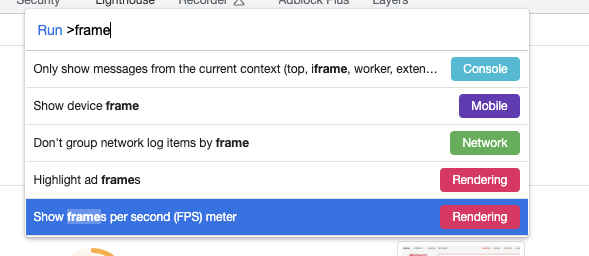 Security Lighthouse Recorder Adblock Plus Layers
Run >frame
Only show messages from the current context (top, iframe, worker, exten... Console
Show device frame Mobile
Don't group network log items by frame Network
Highlight ad frames Rendering
Show frames per second (FPS) meter Rendering